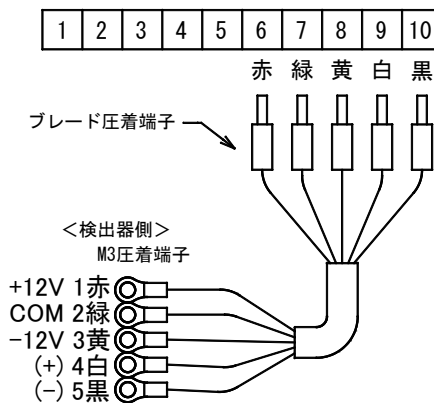 1 2 3 4 5 6 7 8 9 10
赤 緑 黄 白 黒
ブレード圧着端子
<検出器側>
M3圧着端子
+12V 1赤
COM 2緑
-12V 3黄
(+) 4白
(-) 5黒